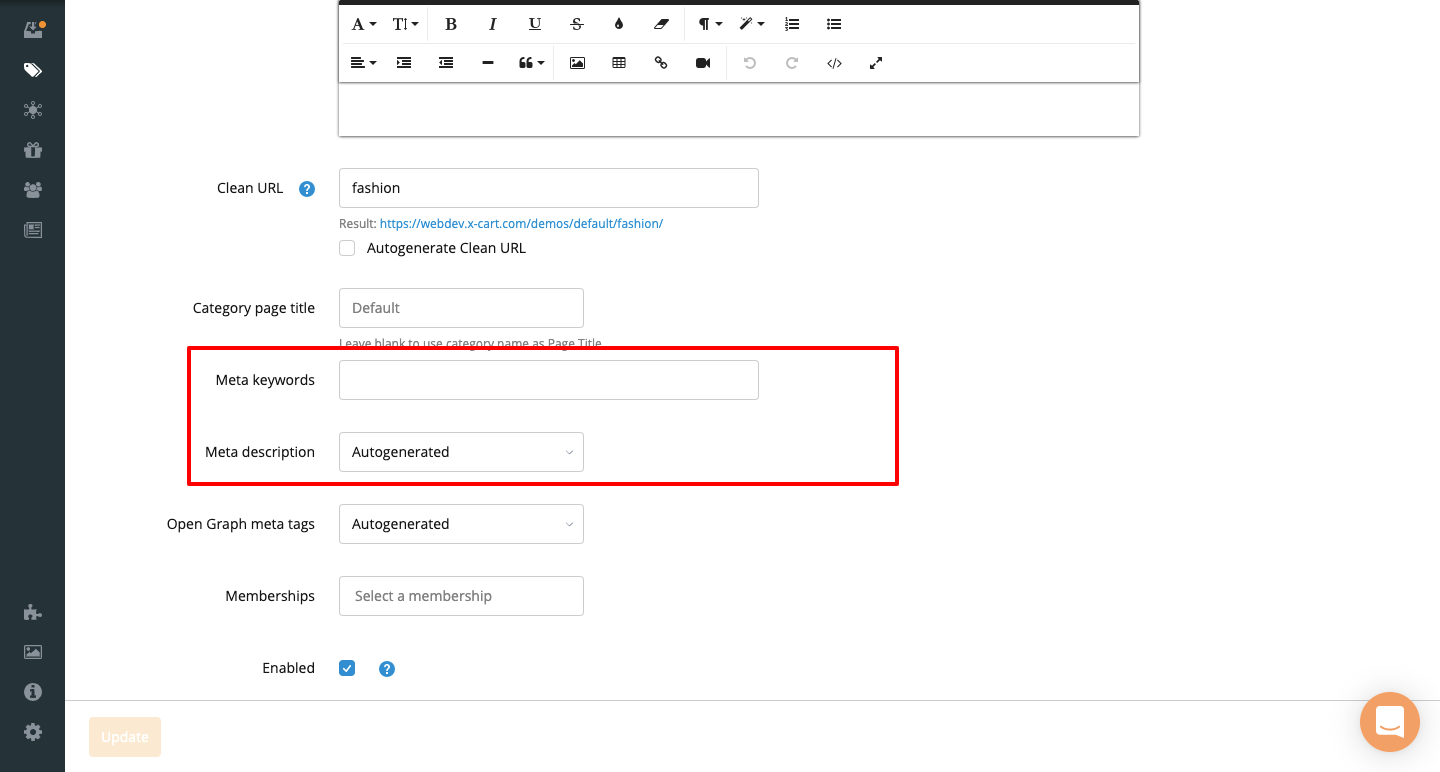 Clean URL
fashion
Result: https://webdev.x-cart.com/demos/default/fashion/
Autogenerate Clean URL
Category page title
Default
Leave blank to use category name as Page Title
Meta keywords
Meta description
Autogenerated
Open Graph meta tags
Autogenerated
Memberships
Select a membership
Enabled
Update